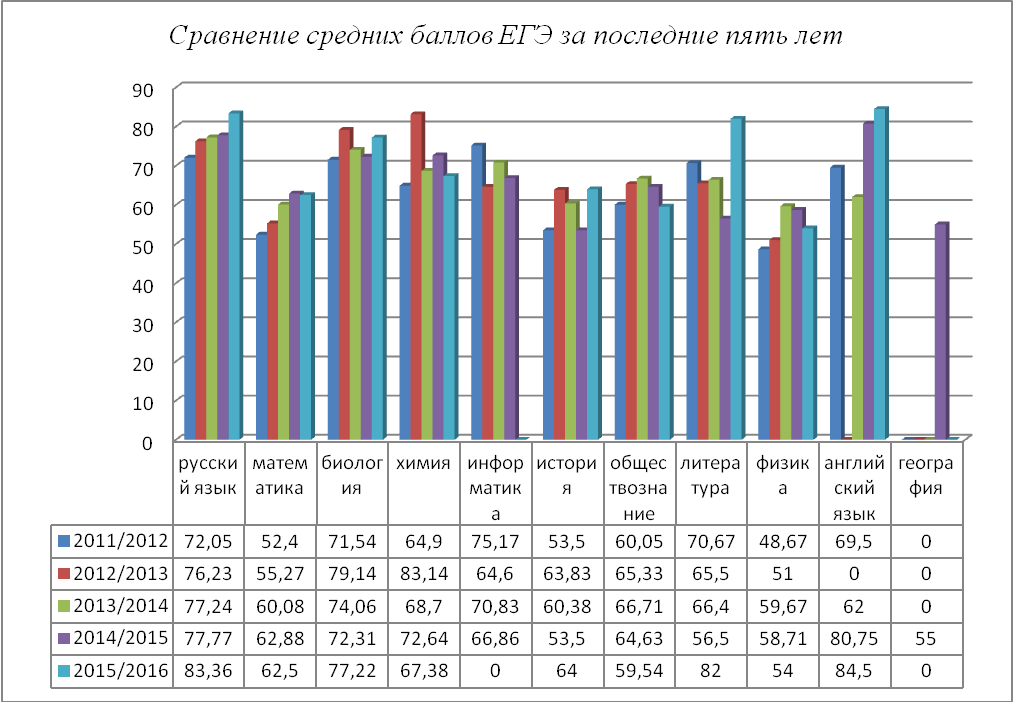 Сравнение средних баллов ЕГЭ за последние пять лет
90
80
70
60
50
40
30
20
10
0
русски й язык матем атика биолог ия химия инфор матик а истори я общес твозна ние литера тура физик а англий ский язык геогра фия
2011/2012 72,05 52,4 71,54 64,9 75,17 53,5 60,05 70,67 48,67 69,5 0
2012/2013 76,23 55,27 79,14 83,14 64,6 63,83 65,33 65,5 51 0 0
2013/2014 77,24 60,08 74,06 68,7 70,83 60,38 66,71 66,4 59,67 62 0
2014/2015 77,77 62,88 72,31 72,64 66,86 53,5 64,63 56,5 58,71 80,75 55
2015/2016 83,36 62,5 77,22 67,38 0 64 59,54 82 54 84,5 0